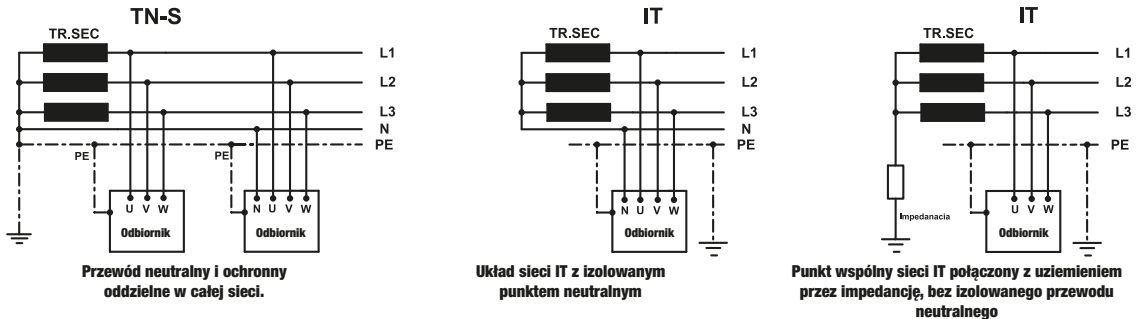 TN-S
TR.SEC
L1
L2
L3
N
PE
PE
PE
U V W
Odbiornik
N U V W
Odbiornik
Przewód neutralny i ochronny
oddzielne w całej sieci.
IT
TR.SEC
L1
L2
L3
N
PE
N U V W
Odbiornik
Układ sieci IT z izolowanym
punktem neutralnym
IT
TR.SEC
L1
L2
L3
PE
Impedanacia
U V W
Odbiornik
Punkt wspólny sieci IT połączony z uziemieniem
przez impedancję, bez izolowanego przewodu
neutralnego